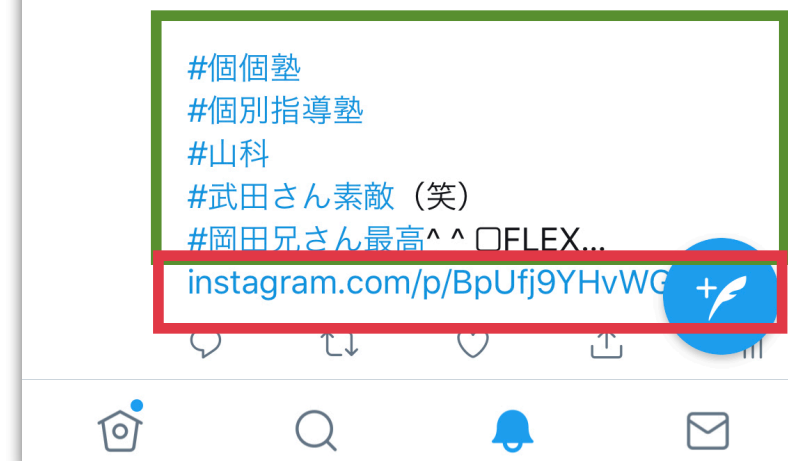 #個個塾
#個別指導塾
#山科
#武田さん素敵（笑）
#岡田兄さん最高^ ^ ▢FLEX...
instagram.com/p/BpUfj9YHvWG